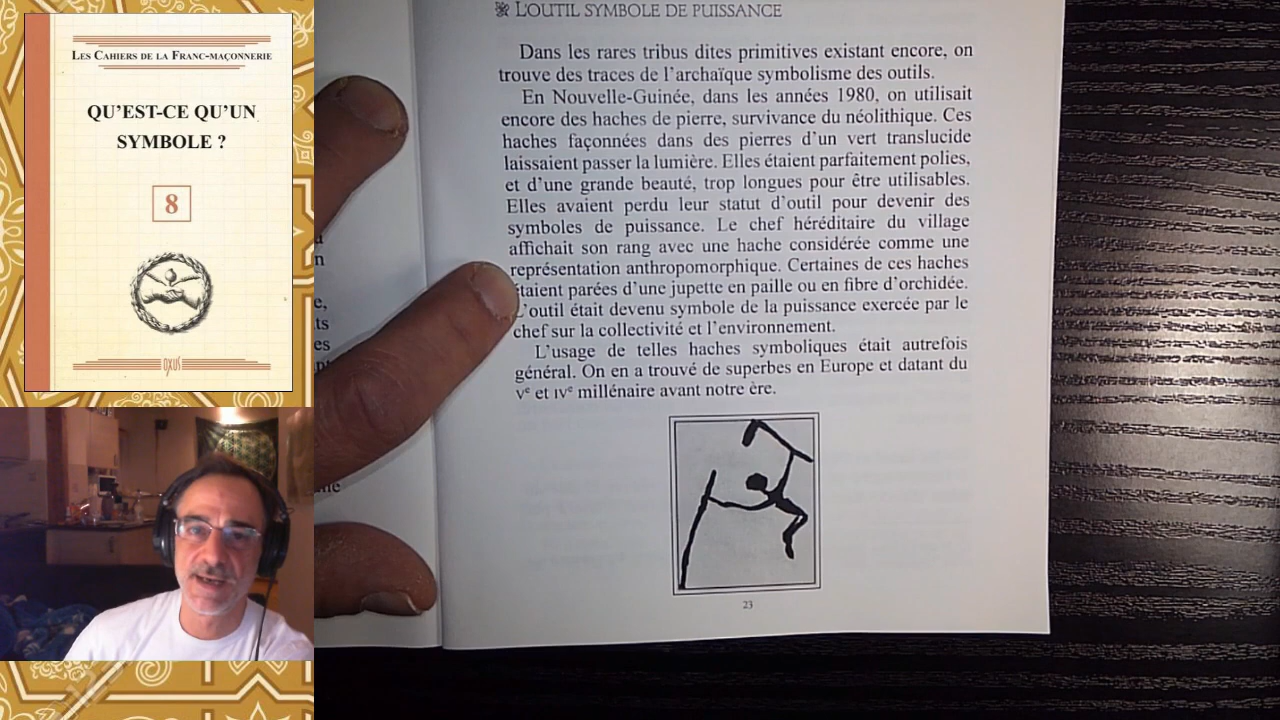 LES CAHIERS DE LA FRANC-MAÇONNERIE
QU'EST-CE QU'UN
SYMBOLE ?
8
OXUS
L'OUTIL SYMBOLE DE PUISSANCE
Dans les rares tribus dites primitives existant encore, on
trouve des traces de l'archaïque symbolisme des outils.
En Nouvelle-Guinée, dans les années 1980, on utilisait
encore des haches de pierre, survivance du néolithique. Ces
haches façonnées dans des pierres d'un vert translucide
laissaient passer la lumière. Elles étaient parfaitement polies,
et d'une grande beauté, trop longues pour être utilisables.
Elles avaient perdu leur statut d'outil pour devenir des
symboles de puissance. Le chef héréditaire du village
affichait son rang avec une hache considérée comme une
représentation anthropomorphique. Certaines de ces haches
étaient parées d'une jupette en paille ou en fibre d'orchidée.
L'outil était devenu symbole de la puissance exercée par le
chef sur la collectivité et l'environnement.
L'usage de telles haches symboliques était autrefois
général. On en a trouvé de superbes en Europe et datant du
Ve et IVe millénaire avant notre ère.
23